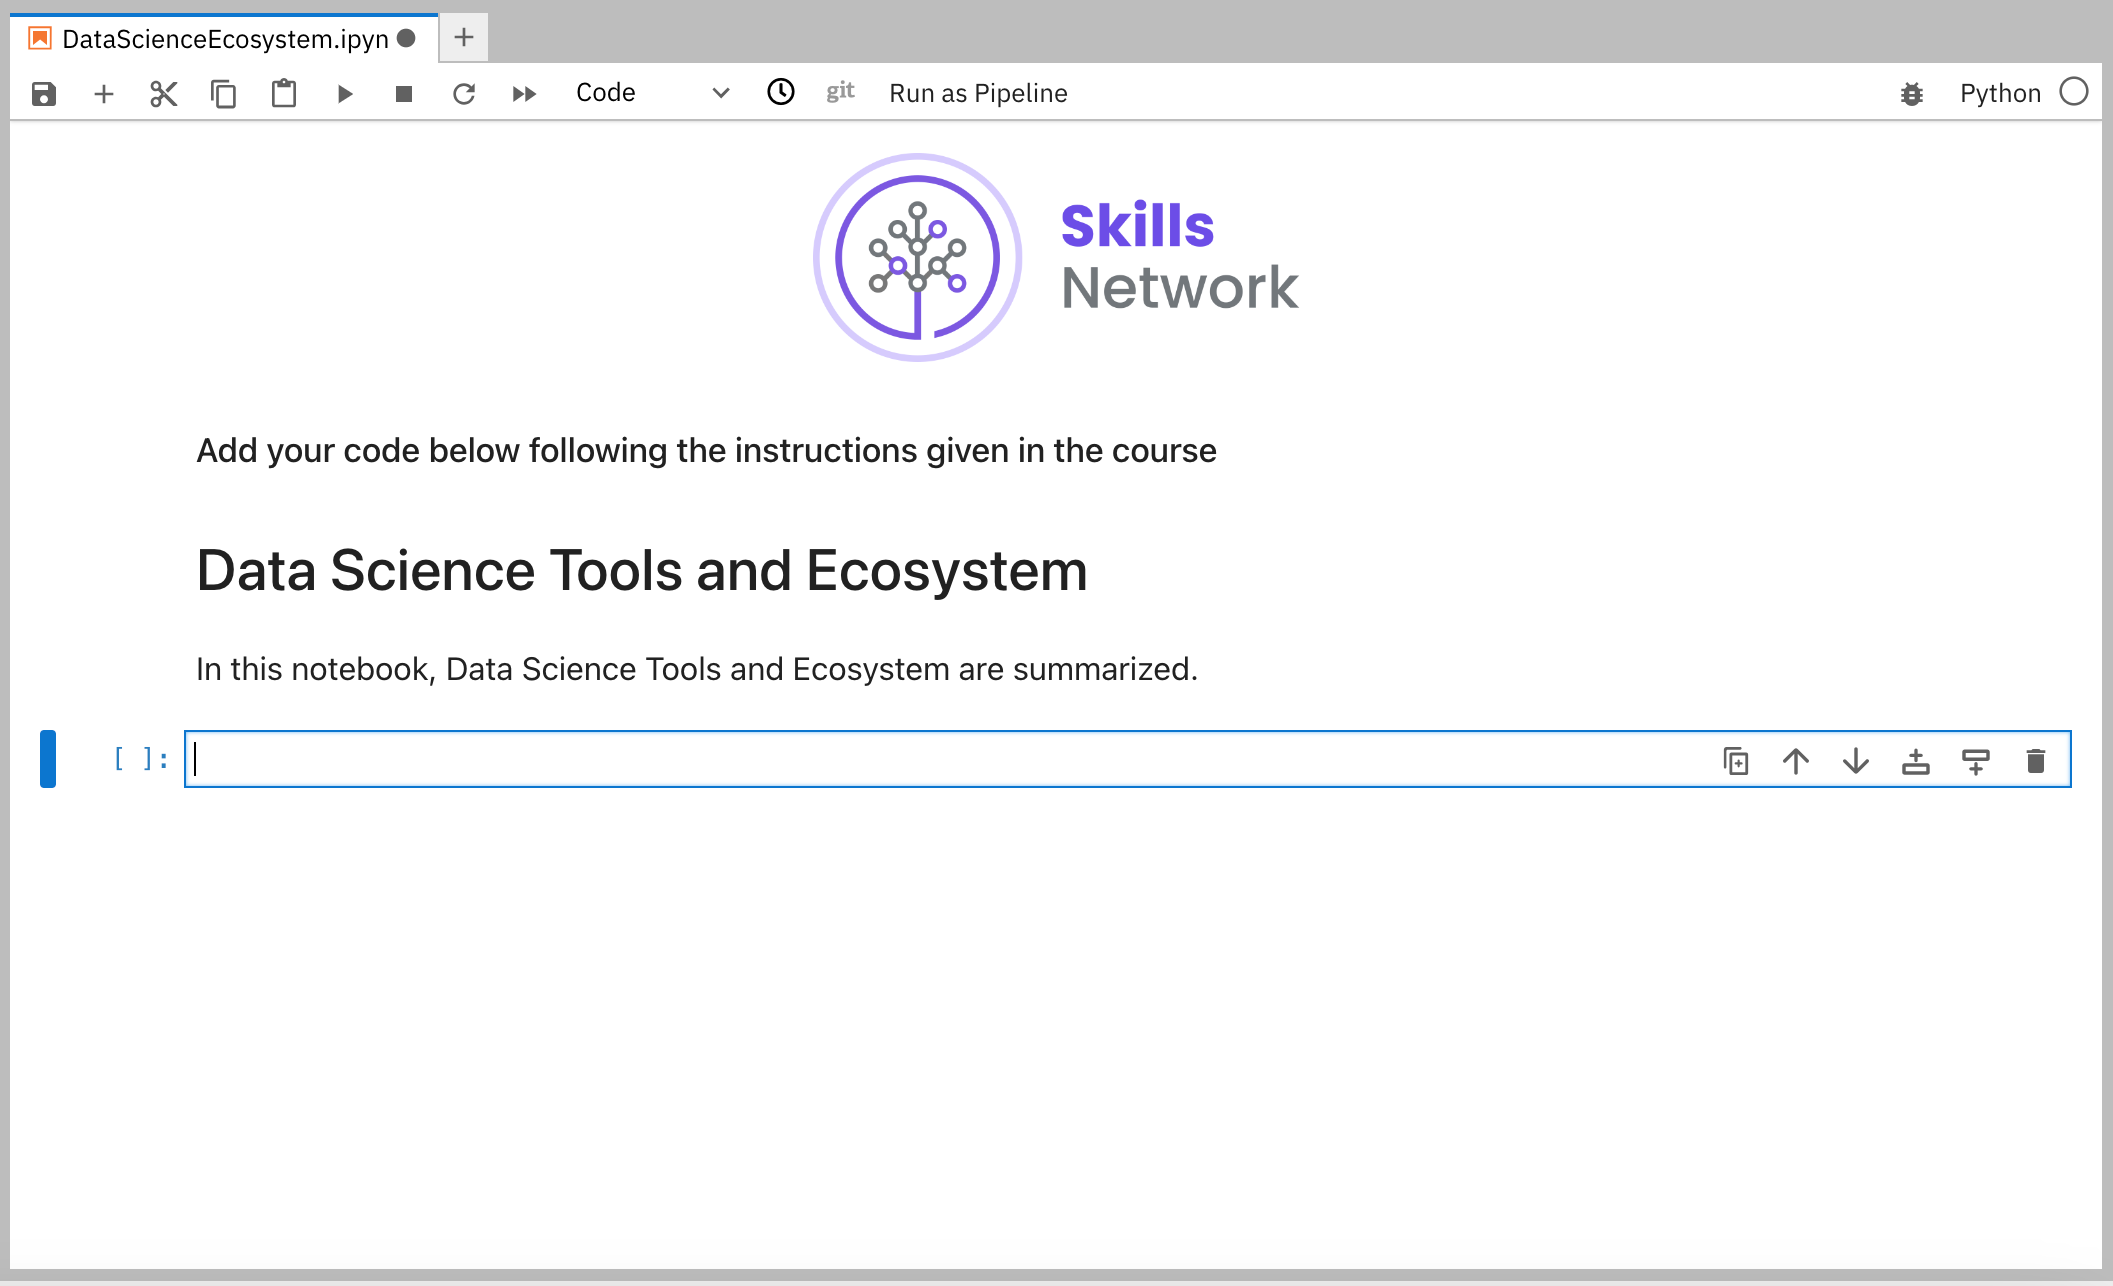 DataScienceEcosystem.ipyn
Code
git
Run as Pipeline
Python
Skills
Network
Add your code below following the instructions given in the course
Data Science Tools and Ecosystem
In this notebook, Data Science Tools and Ecosystem are summarized.
[ ]: